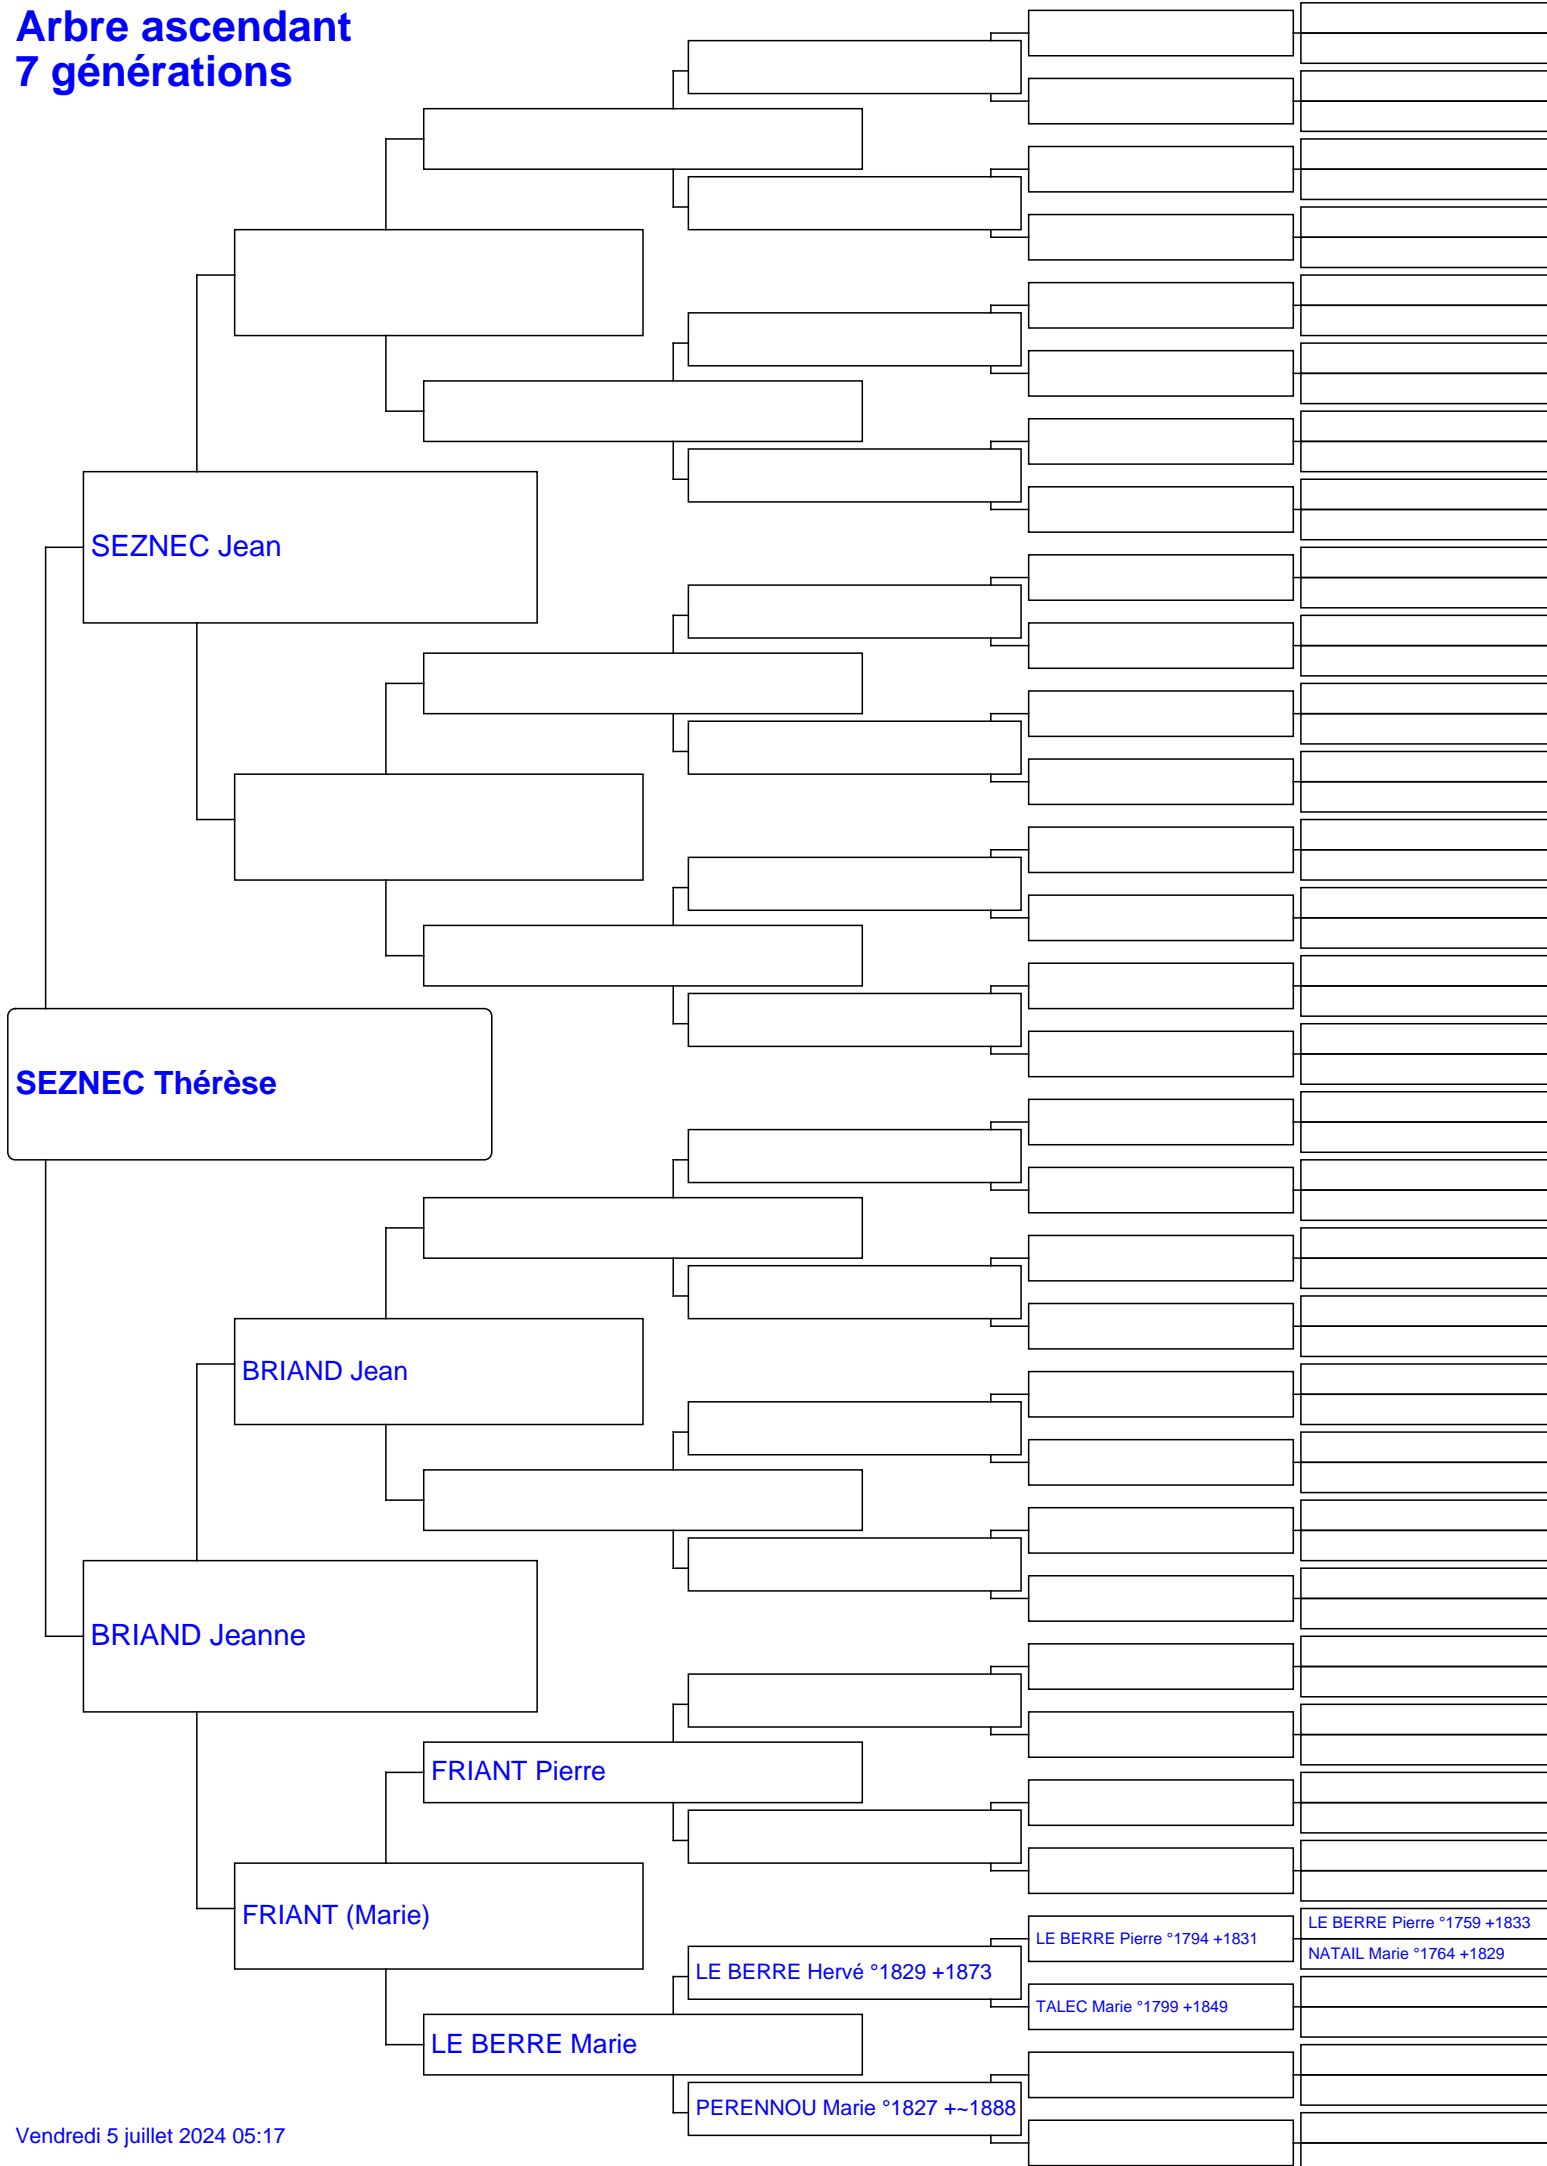 Arbre ascendant
7 générations
SEZNEC Jean
SEZNEC Thérèse
BRIAND Jean
BRIAND Jeanne
FRIANT Pierre
FRIANT (Marie)
LE BERRE Pierre °1759 +1833
LE BERRE Pierre °1794 +1831
NATAIL Marie °1764 +1829
LE BERRE Hervé °1829 +1873
TALEC Marie °1799 +1849
LE BERRE Marie
PERENNOU Marie °1827 +~1888
Vendredi 5 juillet 2024 05:17